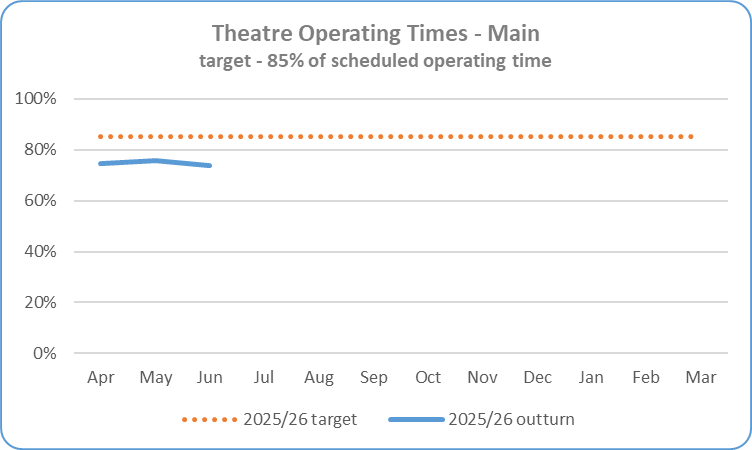 Theatre Operating Times - Main
target - 85% of scheduled operating time
100%
80%
60%
40%
20%
0%
Apr May Jun Jul Aug Sep Oct Nov Dec Jan Feb Mar
2025/26 target 2025/26 outturn